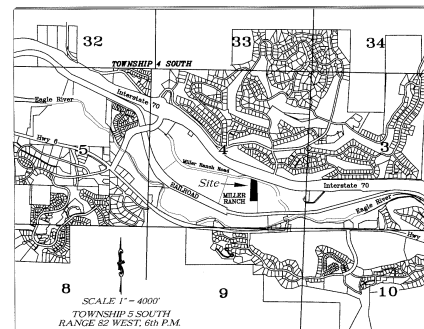 32
33
34
TOWNSHIP 4 SOUTH
Interstate 70
Eagle River
Hwy 6
5
4
3
Miller Ranch Road
Site
RAILROAD
MILLER
RANCH
Interstate 70
Eagle River
Hwy
8
9
10
SCALE 1" = 4000'
TOWNSHIP 5 SOUTH
RANGE 82 WEST, 6th P.M.